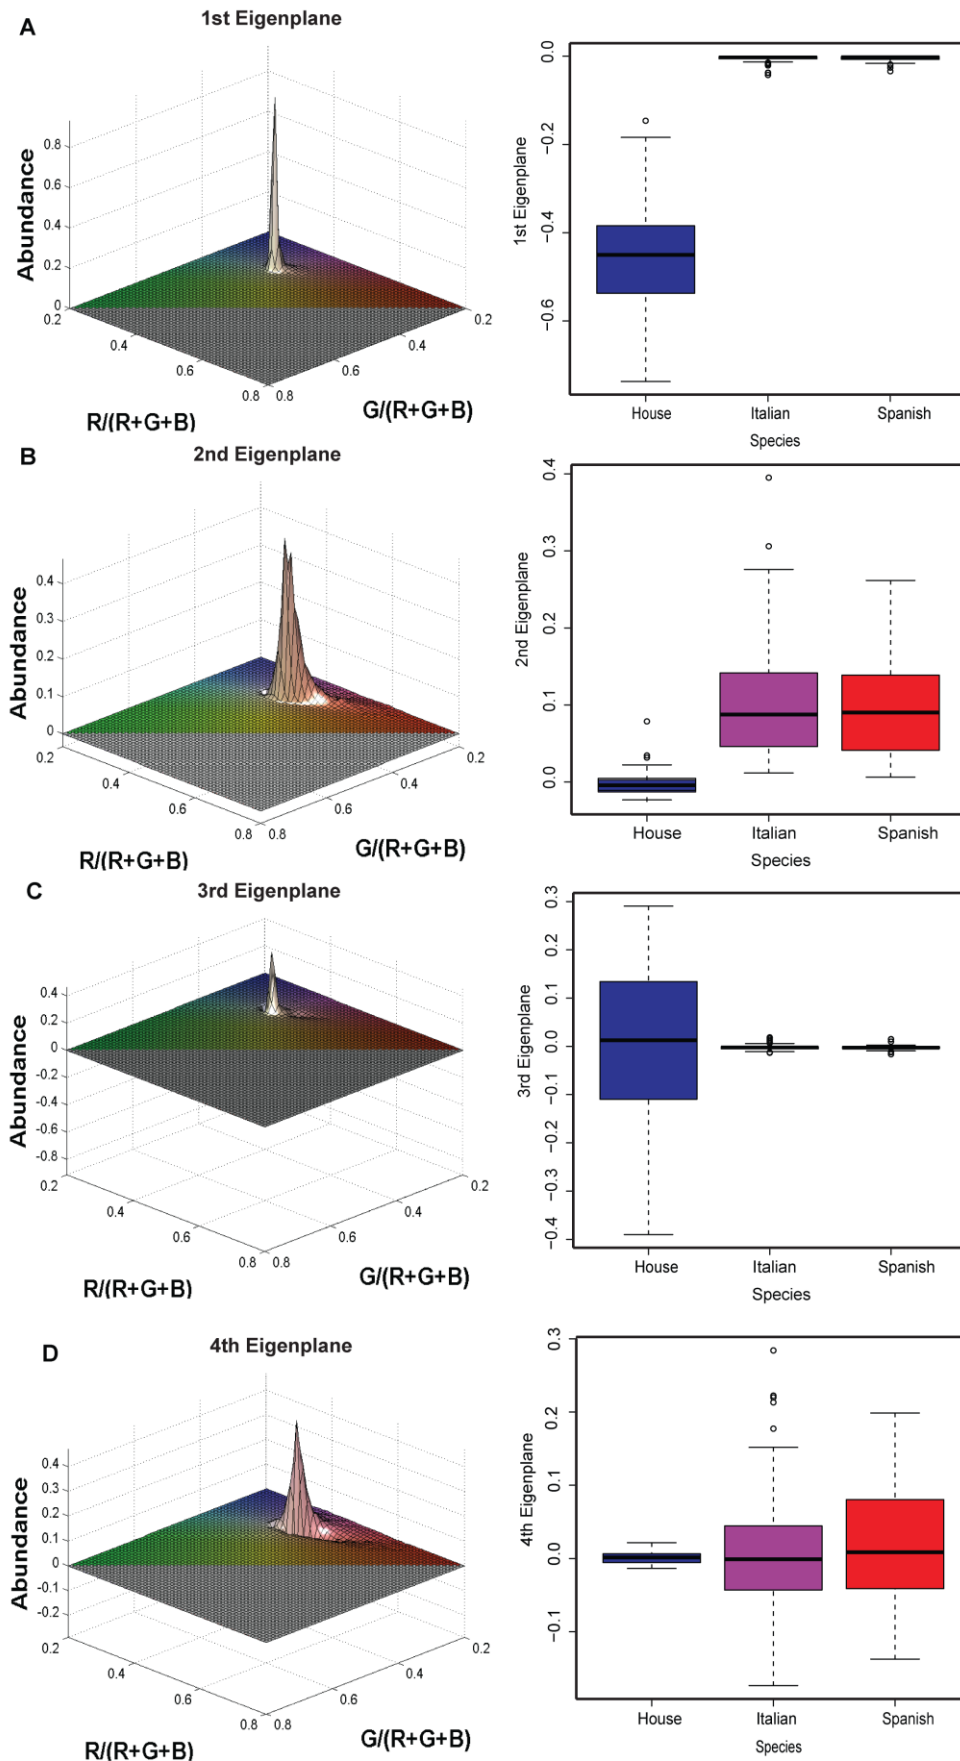 A
1st Eigenplane
Abundance
0.8
0.6
0.4
0.2
0
0.2
0.4
0.6
0.8
R/(R+G+B)
0.8
0.6
0.4
0.2
G/(R+G+B)
1st Eigenplane
0.0
−0.2
−0.4
−0.6
House
Italian
Spanish
Species
B
2nd Eigenplane
Abundance
0.4
0.3
0.2
0.1
0
0.2
0.4
0.6
0.8
R/(R+G+B)
0.8
0.6
0.4
0.2
G/(R+G+B)
2nd Eigenplane
0.4
0.3
0.2
0.1
0.0
House
Italian
Spanish
Species
C
3rd Eigenplane
Abundance
0.4
0.2
0
-0.2
-0.4
-0.6
-0.8
0.2
0.4
0.6
0.8
R/(R+G+B)
0.8
0.6
0.4
0.2
G/(R+G+B)
3rd Eigenplane
0.3
0.2
0.1
0.0
−0.1
−0.2
−0.3
−0.4
House
Italian
Spanish
Species
D
4th Eigenplane
Abundance
0.4
0.3
0.2
0.1
0
-0.1
-0.2
0.2
0.4
0.6
0.8
R/(R+G+B)
0.8
0.6
0.4
0.2
G/(R+G+B)
4th Eigenplane
0.3
0.2
0.1
0.0
−0.1
House
Italian
Spanish
Species